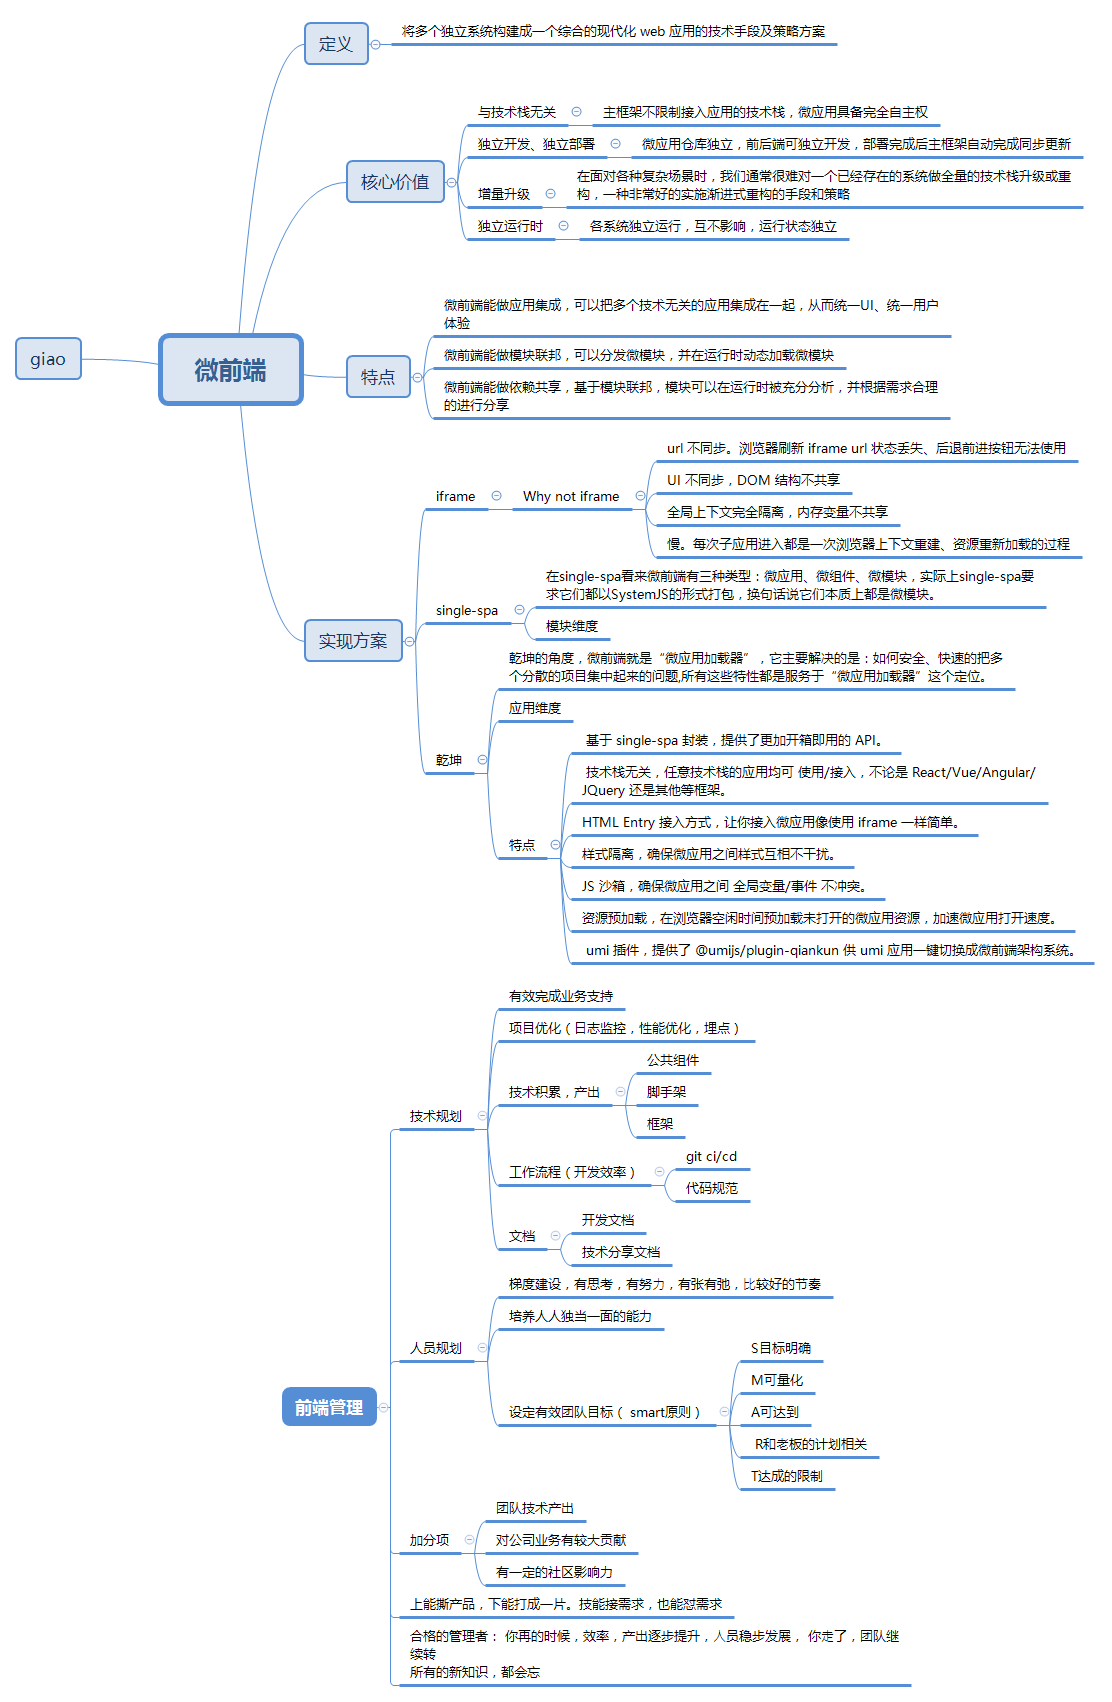 定义
将多个独立系统构建成一个综合的现代化 web 应用的技术手段及策略方案
核心价值
与技术栈无关
主框架不限制接入应用的技术栈，微应用具备完全自主权
独立开发、独立部署
微应用仓库独立，前后端可独立开发，部署完成后主框架自动完成同步更新
增量升级
在面对各种复杂场景时，我们通常很难对一个已经存在的系统做全量的技术栈升级或重
构，一种非常好的实施渐进式重构的手段和策略
独立运行时
各系统独立运行，互不影响，运行状态独立
giao
微前端
特点
微前端能做应用集成，可以把多个技术无关的应用集成在一起，从而统一UI、统一用户
体验
微前端能做模块联邦，可以分发微模块，并在运行时动态加载微模块
微前端能做依赖共享，基于模块联邦，模块可以在运行时被充分分析，并根据需求合理
的进行分享
实现方案
iframe
Why not iframe
url 不同步。浏览器刷新 iframe url 状态丢失、后退前进按钮无法使用
UI 不同步，DOM 结构不共享
全局上下文完全隔离，内存变量不共享
慢。每次子应用进入都是一次浏览器上下文重建、资源重新加载的过程
single-spa
在single-spa看来微前端有三种类型：微应用、微组件、微模块，实际上single-spa要
求它们都以SystemJS的形式打包，换句话说它们本质上都是微模块。
模块维度
乾坤
乾坤的角度，微前端就是“微应用加载器”，它主要解决的是：如何安全、快速的把多
个分散的项目集中起来的问题,所有这些特性都是服务于“微应用加载器”这个定位。
应用维度
特点
基于 single-spa 封装，提供了更加开箱即用的 API。
技术栈无关，任意技术栈的应用均可 使用/接入，不论是 React/Vue/Angular/
JQuery 还是其他等框架。
HTML Entry 接入方式，让你接入微应用像使用 iframe 一样简单。
样式隔离，确保微应用之间样式互相不干扰。
JS 沙箱，确保微应用之间 全局变量/事件 不冲突。
资源预加载，在浏览器空闲时间预加载未打开的微应用资源，加速微应用打开速度。
umi 插件，提供了 @umijs/plugin-qiankun 供 umi 应用一键切换成微前端架构系统。
前端管理
技术规划
有效完成业务支持
项目优化（日志监控，性能优化，埋点）
技术积累，产出
公共组件
脚手架
框架
工作流程（开发效率）
git ci/cd
代码规范
文档
开发文档
技术分享文档
人员规划
梯度建设，有思考，有努力，有张有弛，比较好的节奏
培养人人独当一面的能力
设定有效团队目标（ smart原则）
S目标明确
M可量化
A可达到
R和老板的计划相关
T达成的限制
加分项
团队技术产出
对公司业务有较大贡献
有一定的社区影响力
上能撕产品，下能打成一片。技能接需求，也能怼需求
合格的管理者： 你再的时候，效率，产出逐步提升，人员稳步发展， 你走了，团队继
续转
所有的新知识，都会忘